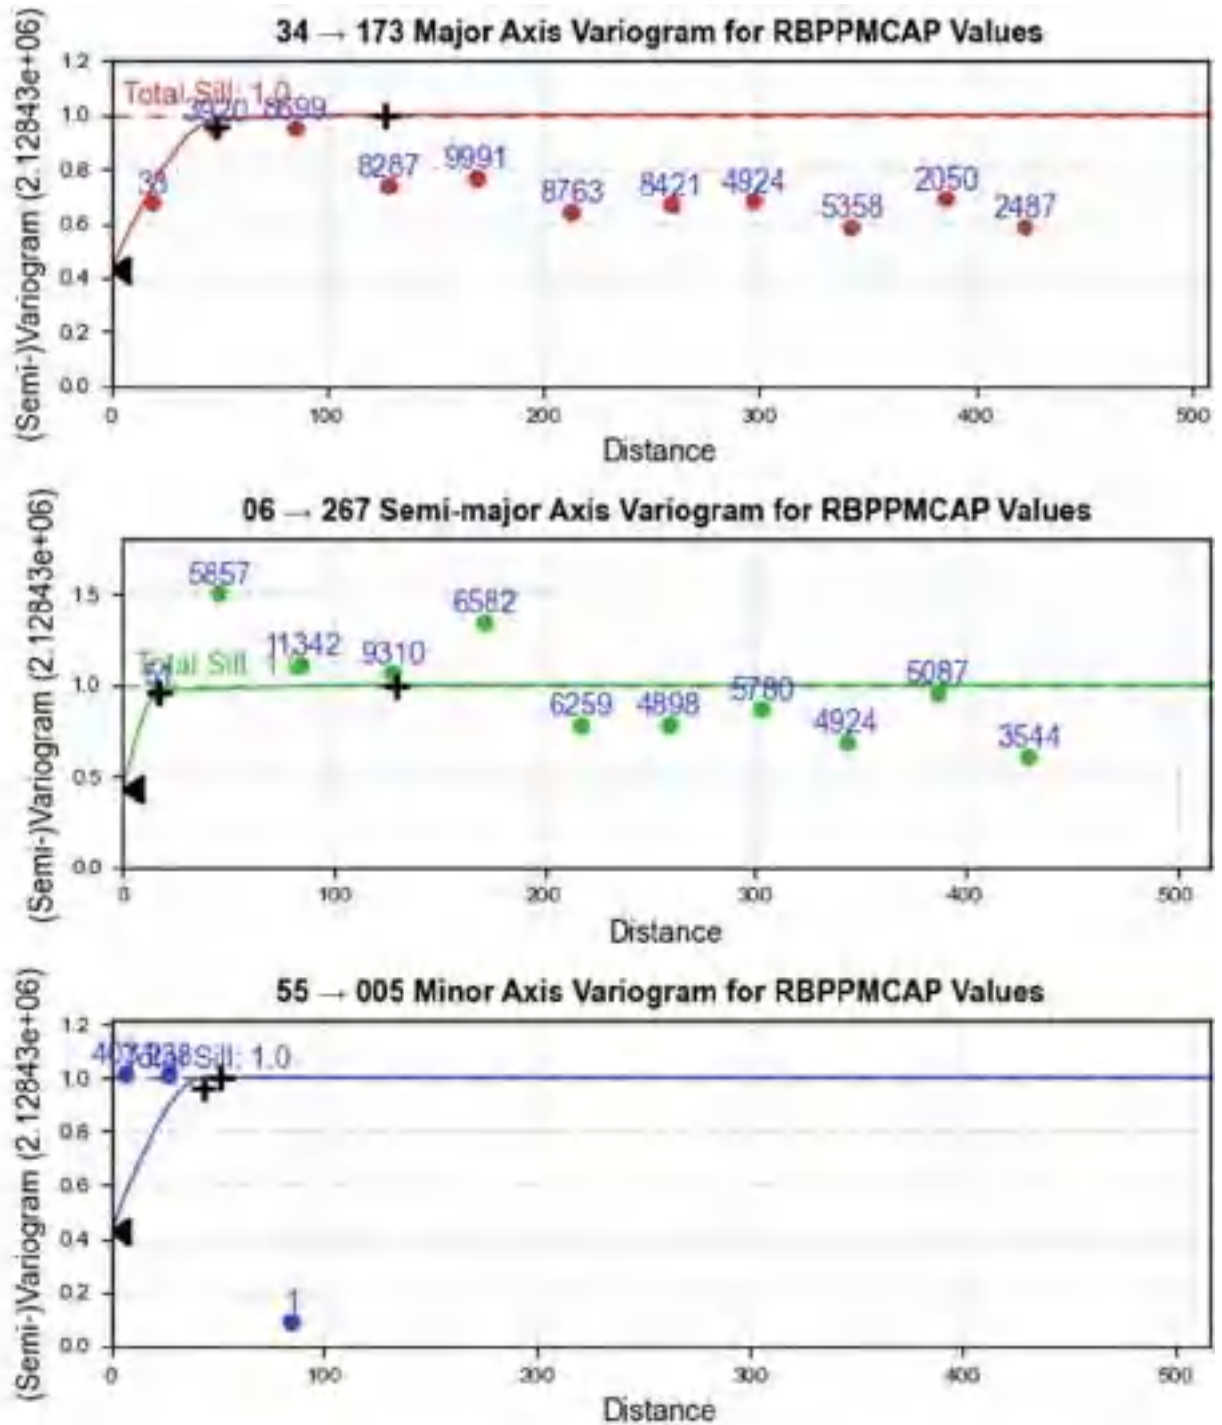 34 → 173 Major Axis Variogram for RBPPMCAP Values
(Semi-)Variogram (2.12843e+06)
1.2
1.0
0.8
0.6
0.4
0.2
0.0
Total Sill: 1.0
3920 8699
8287 9991
8763 8421 4924
5358
2050
2487
0 100 200 300 400 500
Distance
06 → 267 Semi-major Axis Variogram for RBPPMCAP Values
(Semi-)Variogram (2.12843e+06)
1.5
1.0
0.5
0.0
5857
11342 9310
6582
Total Sill
6259 4898 5780
4924
5087
3544
0 100 200 300 400 500
Distance
55 → 005 Minor Axis Variogram for RBPPMCAP Values
(Semi-)Variogram (2.12843e+06)
1.2
1.0
0.8
0.6
0.4
0.2
0.0
Sill: 1.0
1
0 100 200 300 400 500
Distance